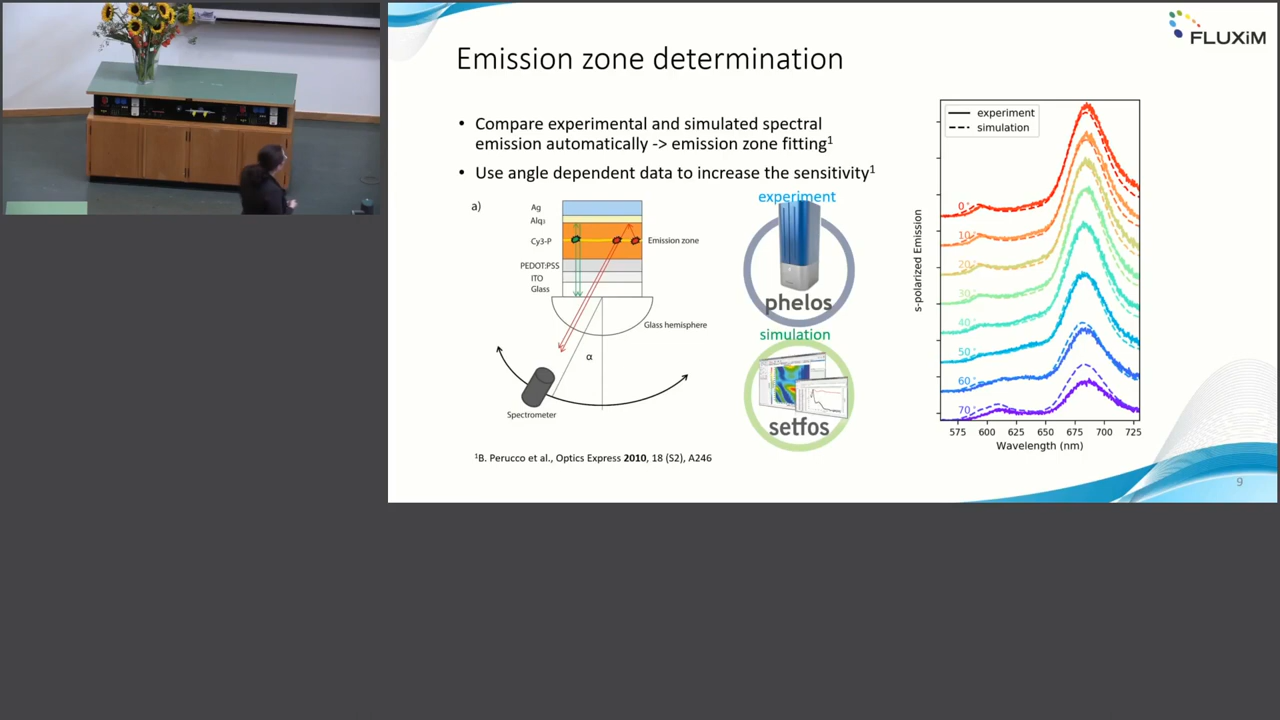 FLUXiM
Emission zone determination
• Compare experimental and simulated spectral
emission automatically -> emission zone fitting¹
• Use angle dependent data to increase the sensitivity¹
a)
Ag
Alq₃
Cy3-P
Emission zone
PEDOT:PSS
ITO
Glass
Glass hemisphere
α
Spectrometer
experiment
phelos
simulation
setfos
experiment
simulation
s-polarized Emission
0°
10°
20°
30°
40°
50°
60°
70°
575 600 625 650 675 700 725
Wavelength (nm)
¹B. Perucco et al., Optics Express 2010, 18 (S2), A246
9